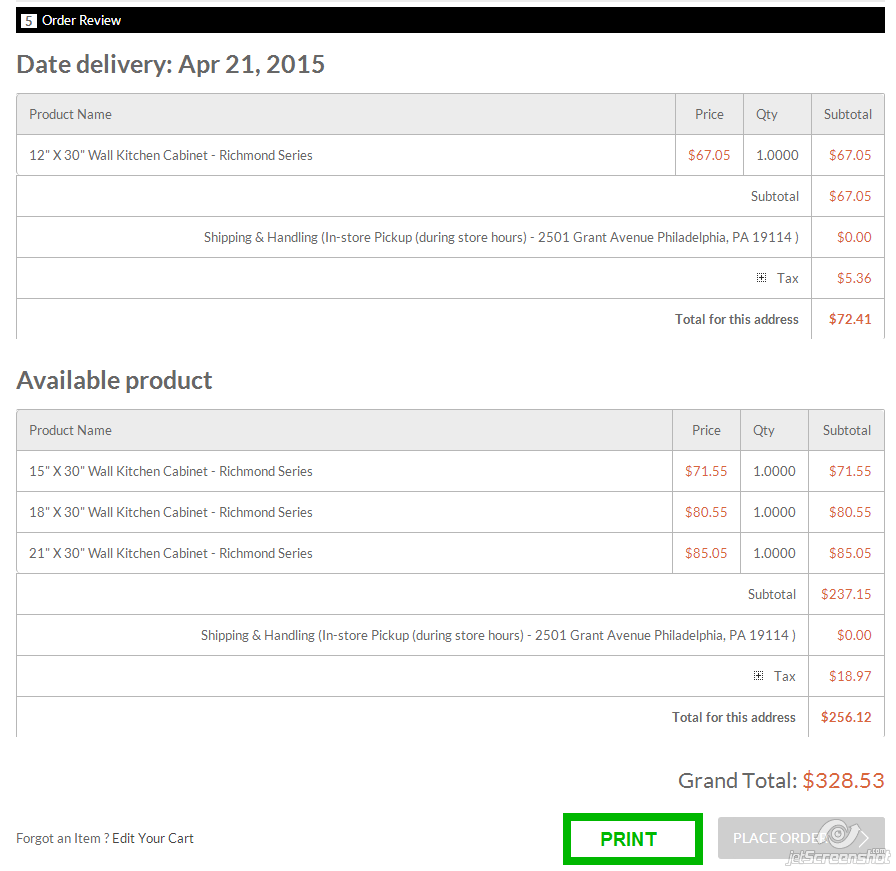 5 Order Review
Date delivery: Apr 21, 2015
Product Name Price Qty Subtotal
12" X 30" Wall Kitchen Cabinet - Richmond Series $67.05 1.0000 $67.05
Subtotal $67.05
Shipping & Handling (In-store Pickup (during store hours) - 2501 Grant Avenue Philadelphia, PA 19114 ) $0.00
Tax $5.36
Total for this address $72.41
Available product
Product Name Price Qty Subtotal
15" X 30" Wall Kitchen Cabinet - Richmond Series $71.55 1.0000 $71.55
18" X 30" Wall Kitchen Cabinet - Richmond Series $80.55 1.0000 $80.55
21" X 30" Wall Kitchen Cabinet - Richmond Series $85.05 1.0000 $85.05
Subtotal $237.15
Shipping & Handling (In-store Pickup (during store hours) - 2501 Grant Avenue Philadelphia, PA 19114 ) $0.00
Tax $18.97
Total for this address $256.12
Grand Total: $328.53
Forgot an Item ? Edit Your Cart PRINT PLACE ORDER
jetScreenshot .com